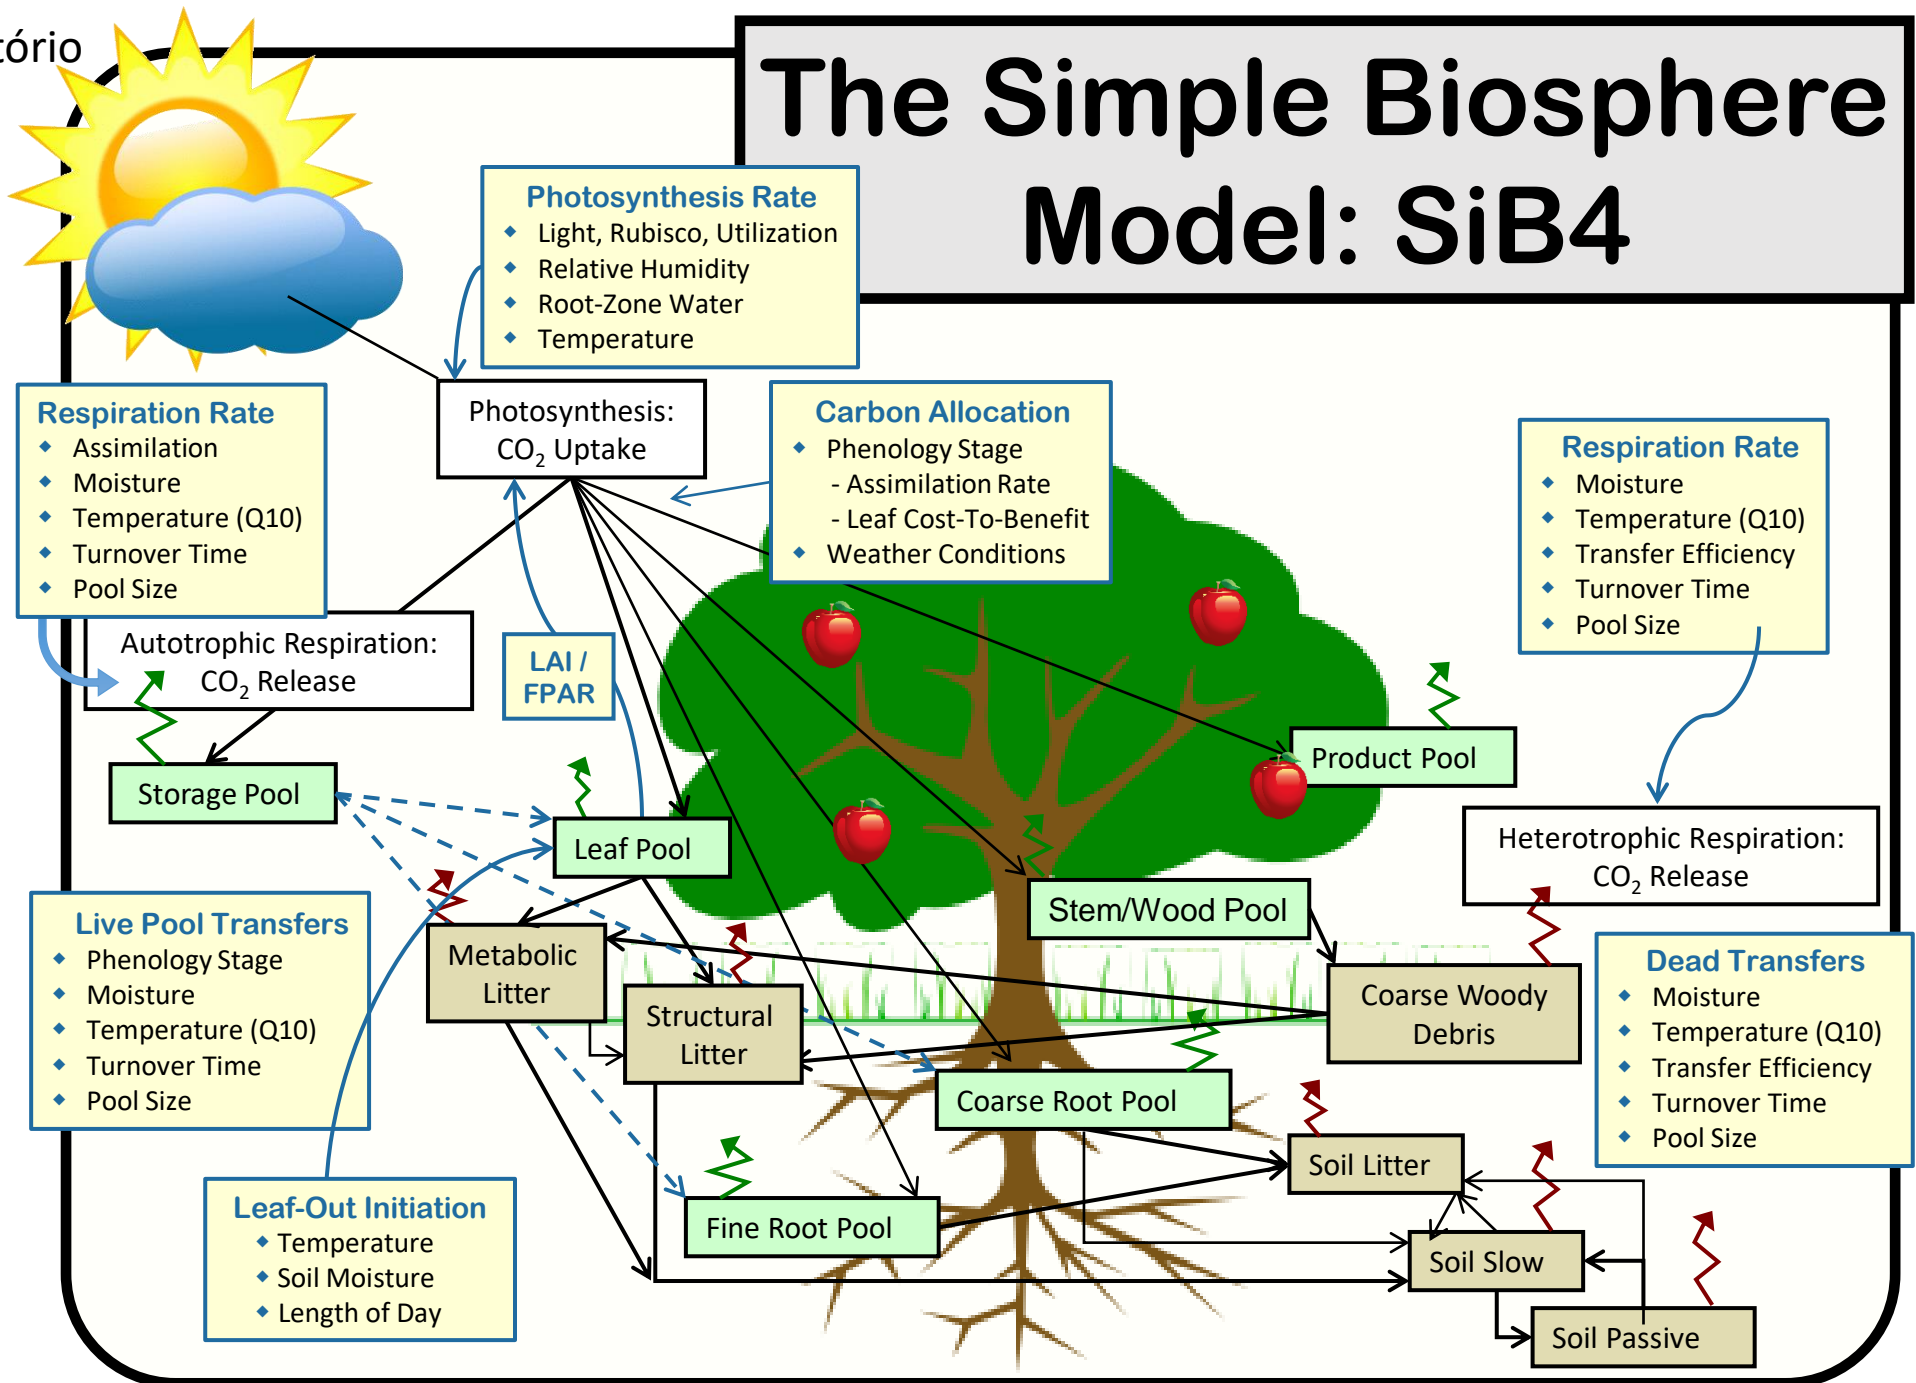 tório
The Simple Biosphere
Model: SiB4
Photosynthesis Rate
Light, Rubisco, Utilization
Relative Humidity
Root-Zone Water
Temperature
Respiration Rate
Assimilation
Moisture
Temperature (Q10)
Turnover Time
Pool Size
Photosynthesis:
CO₂ Uptake
Carbon Allocation
Phenology Stage
- Assimilation Rate
- Leaf Cost-To-Benefit
Weather Conditions
Respiration Rate
Moisture
Temperature (Q10)
Transfer Efficiency
Turnover Time
Pool Size
Autotrophic Respiration:
CO₂ Release
LAI /
FPAR
Storage Pool
Product Pool
Leaf Pool
Heterotrophic Respiration:
CO₂ Release
Live Pool Transfers
Phenology Stage
Moisture
Temperature (Q10)
Turnover Time
Pool Size
Metabolic
Litter
Structural
Litter
Stem/Wood Pool
Coarse Woody
Debris
Dead Transfers
Moisture
Temperature (Q10)
Transfer Efficiency
Turnover Time
Pool Size
Coarse Root Pool
Soil Litter
Leaf-Out Initiation
Temperature
Soil Moisture
Length of Day
Fine Root Pool
Soil Slow
Soil Passive